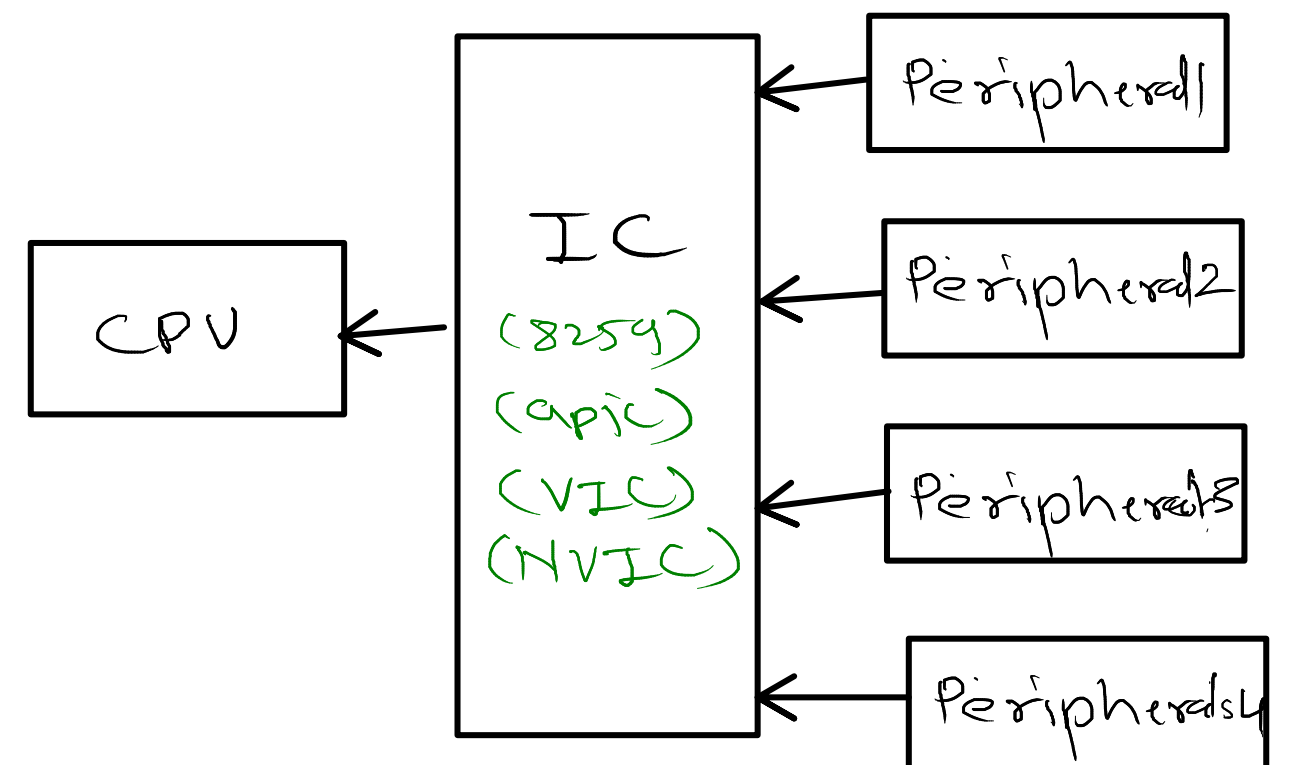 Peripheral1
IC
Peripheral2
CPU
(8259)
(apic)
(VIC)
Peripheral3
(NVIC)
Peripherals4